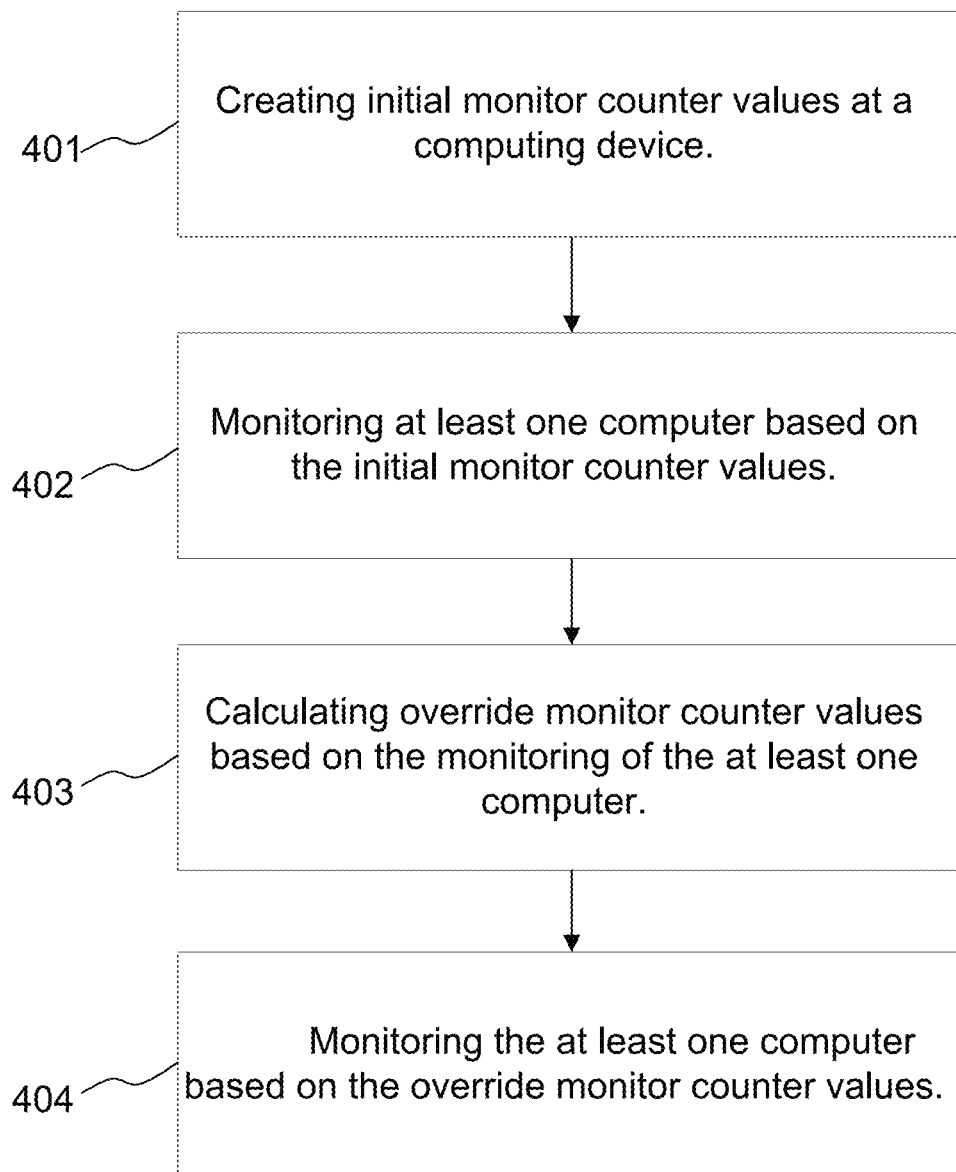 401
Creating initial monitor counter values at a
computing device.
402
Monitoring at least one computer based on
the initial monitor counter values.
403
Calculating override monitor counter values
based on the monitoring of the at least one
computer.
404
Monitoring the at least one computer
based on the override monitor counter values.